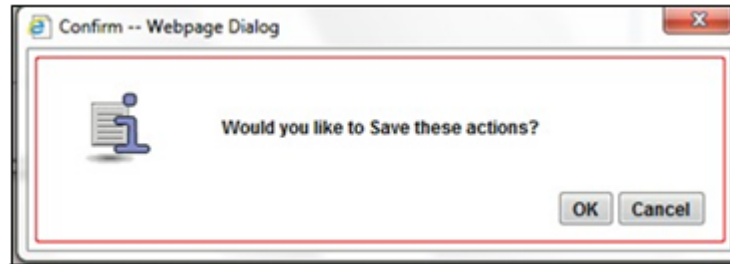 Confirm -- Webpage Dialog
Would you like to Save these actions?
OK Cancel